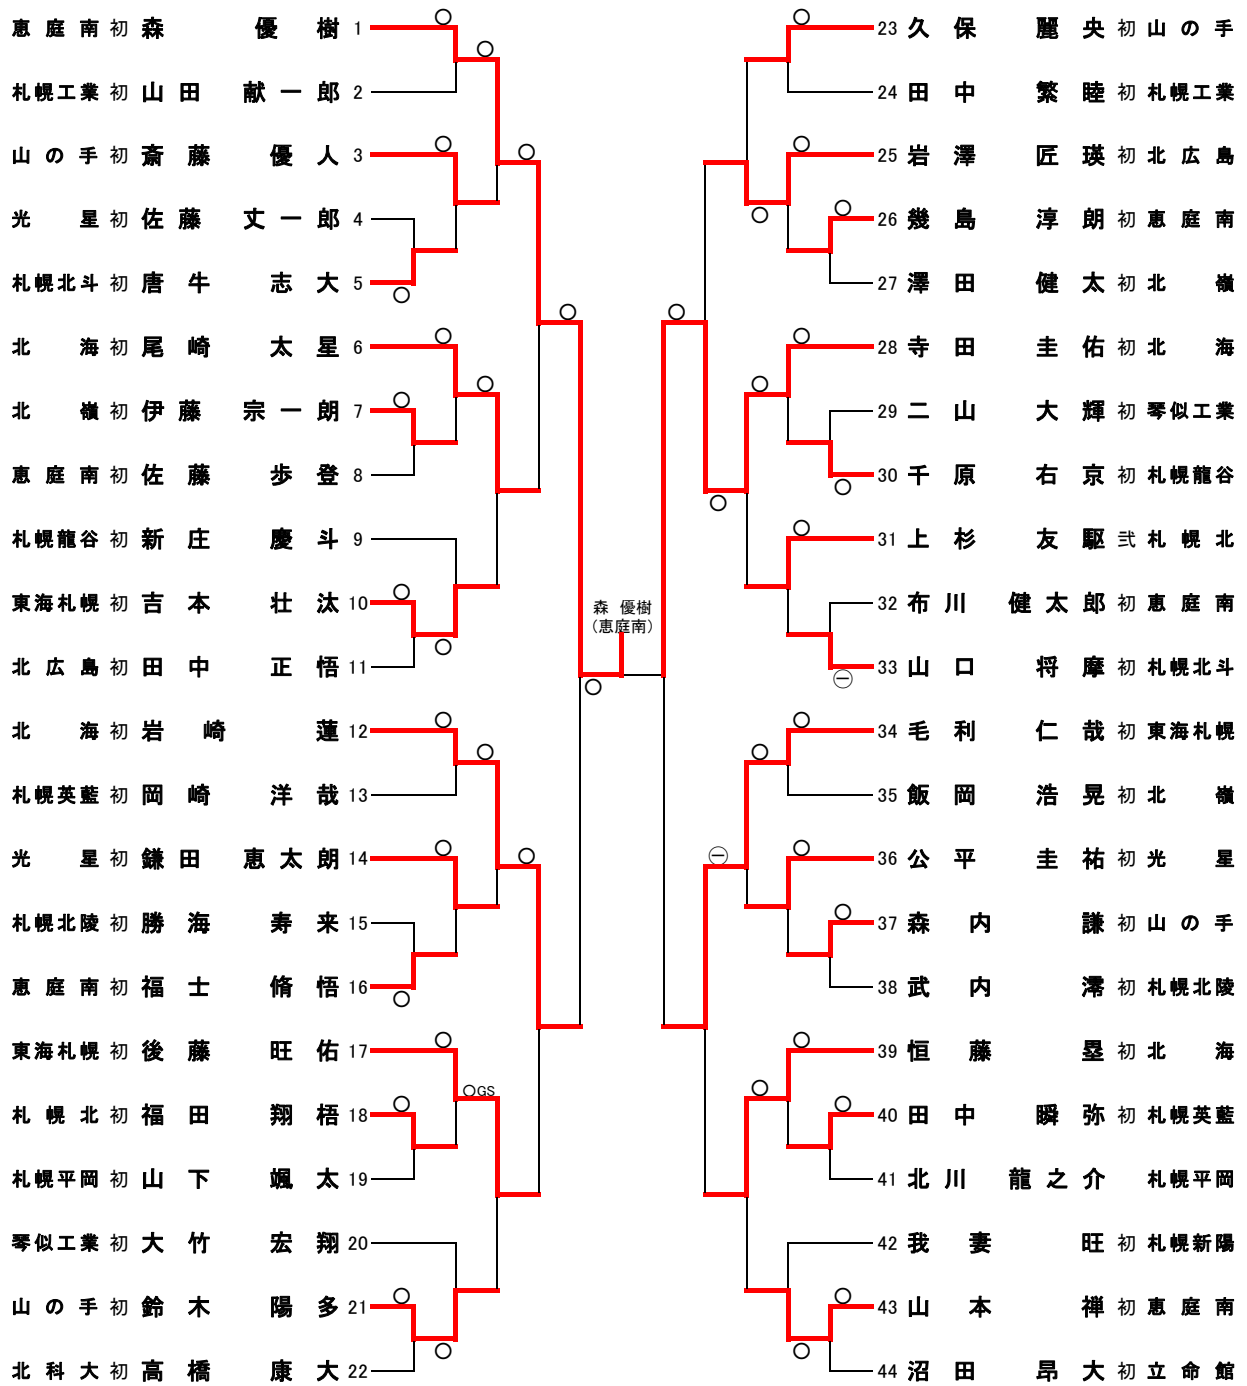 恵庭南 初 森 優樹 1
札幌工業 初 山田 献一郎 2
山の手 初 斎藤 優人 3
光星 初 佐藤 丈一郎 4
札幌北斗 初 唐牛 志大 5
北海 初 尾崎 太星 6
北嶺 初 伊藤 宗一朗 7
恵庭南 初 佐藤 歩登 8
札幌龍谷 初 新庄 慶斗 9
東海札幌 初 吉本 壮汰 10
北広島 初 田中 正悟 11
北海 初 岩崎 蓮 12
札幌英藍 初 岡崎 洋哉 13
光星 初 鎌田 恵太朗 14
札幌北陵 初 勝海 寿来 15
恵庭南 初 福士 脩悟 16
東海札幌 初 後藤 旺佑 17
GS
札幌北 初 福田 翔梧 18
札幌平岡 初 山下 颯太 19
琴似工業 初 大竹 宏翔 20
山の手 初 鈴木 陽多 21
北科大 初 高橋 康大 22
森 優樹
（恵庭南）
23 久保 麗央 初 山の手
24 田中 繁睦 初 札幌工業
25 岩澤 匠瑛 初 北広島
26 幾島 淳朗 初 恵庭南
27 澤田 健太 初 北嶺
28 寺田 圭佑 初 北海
29 二山 大輝 初 琴似工業
30 千原 右京 初 札幌龍谷
31 上杉 友駆 弐 札幌北
32 布川 健太郎 初 恵庭南
33 山口 将摩 初 札幌北斗
34 毛利 仁哉 初 東海札幌
35 飯岡 浩晃 初 北嶺
36 公平 圭祐 初 光星
37 森内 謙 初 山の手
38 武内 澪 初 札幌北陵
39 恒藤 塁 初 北海
40 田中 瞬弥 初 札幌英藍
41 北川 龍之介 札幌平岡
42 我妻 旺 初 札幌新陽
43 山本 禅 初 恵庭南
44 沼田 昂大 初 立命館